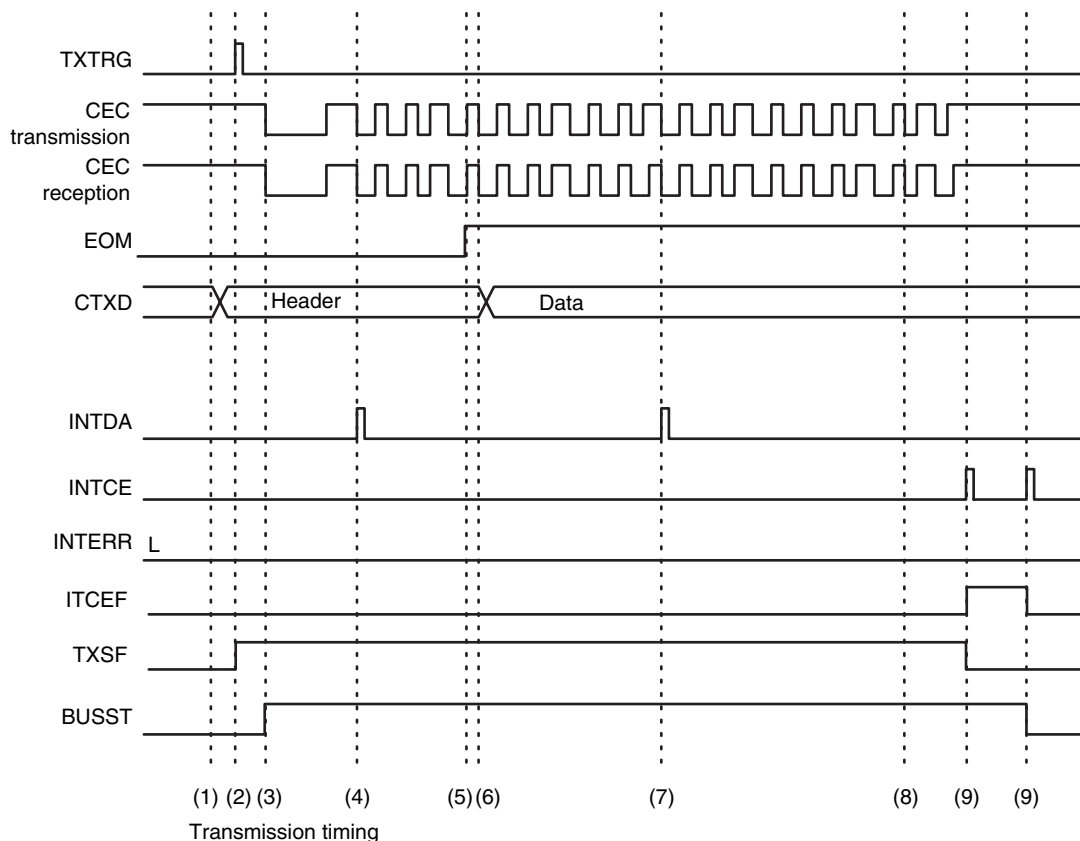 TXTRG
CEC
transmission
CEC
reception
EOM
CTXD
Header
Data
INTDA
INTCE
INTERR
L
ITCEF
TXSF
BUSST
(1) (2) (3) (4) (5) (6) (7) (8) (9) (9)
Transmission timing